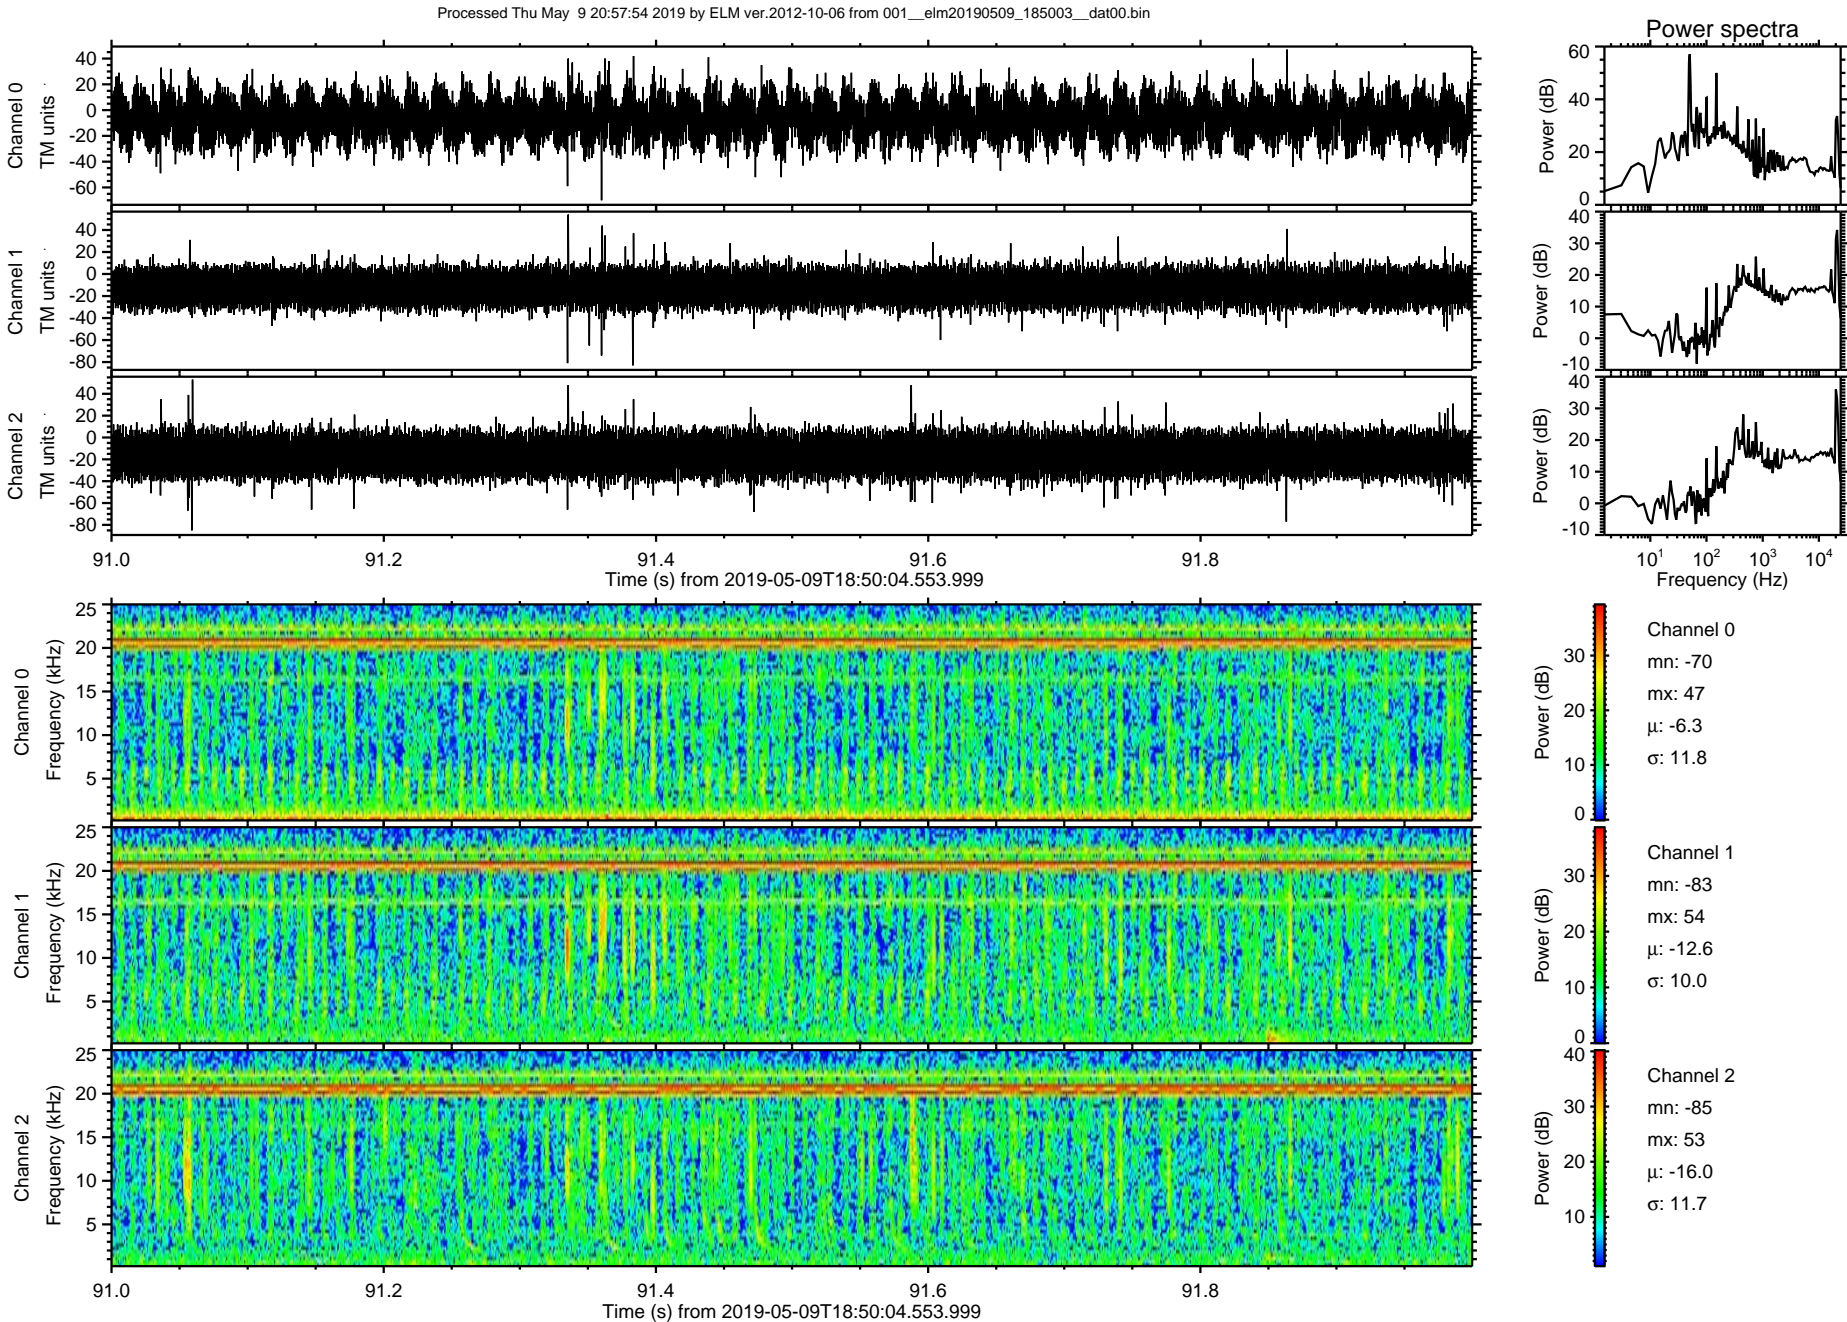 Processed Thu May  9 20:57:54 2019 by ELM ver.2012-10-06 from 001__elm20190509_185003__dat00.bin
Power spectra
Channel 0
TM units
40
20
0
-20
-40
-60
Power (dB)
60
40
20
0
Channel 1
TM units
40
20
0
-20
-40
-60
-80
Power (dB)
40
30
20
10
0
-10
Channel 2
TM units
40
20
0
-20
-40
-60
-80
Power (dB)
40
30
20
10
0
-10
91.0 91.2 91.4 91.6 91.8
Time (s) from 2019-05-09T18:50:04.553.999
10¹ 10² 10³ 10⁴
Frequency (Hz)
Channel 0
Frequency (kHz)
25
20
15
10
5
Power (dB)
30
20
10
0
Channel 0
mn: -70
mx: 47
μ: -6.3
σ: 11.8
Channel 1
Frequency (kHz)
25
20
15
10
5
Power (dB)
30
20
10
0
Channel 1
mn: -83
mx: 54
μ: -12.6
σ: 10.0
Channel 2
Frequency (kHz)
25
20
15
10
5
Power (dB)
40
30
20
10
Channel 2
mn: -85
mx: 53
μ: -16.0
σ: 11.7
91.0 91.2 91.4 91.6 91.8
Time (s) from 2019-05-09T18:50:04.553.999